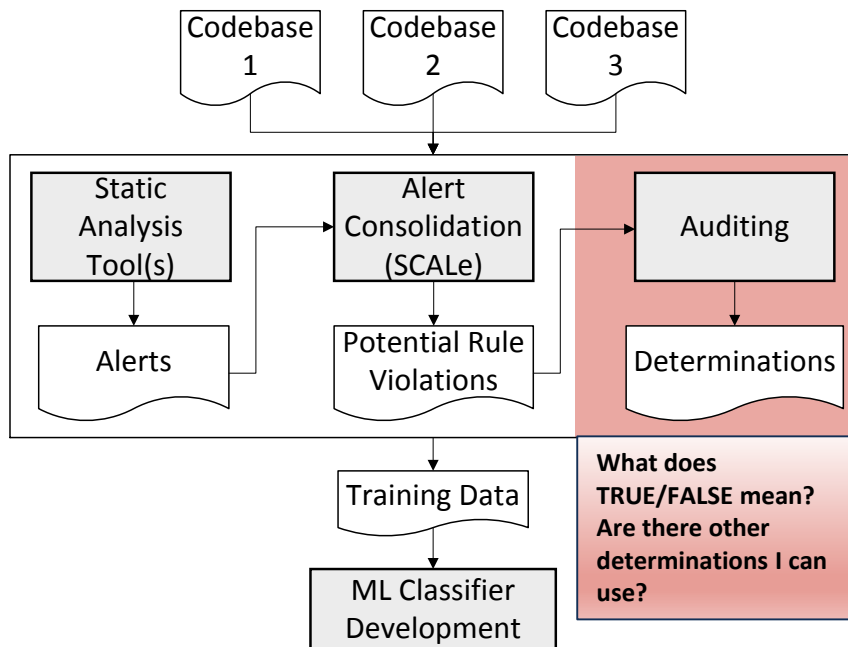 Codebase
1
Codebase
2
Codebase
3
Static
Analysis
Tool(s)
Alert
Consolidation
(SCALe)
Auditing
Alerts
Potential Rule
Violations
Determinations
Training Data
What does
TRUE/FALSE mean?
Are there other
determinations I can
use?
ML Classifier
Development